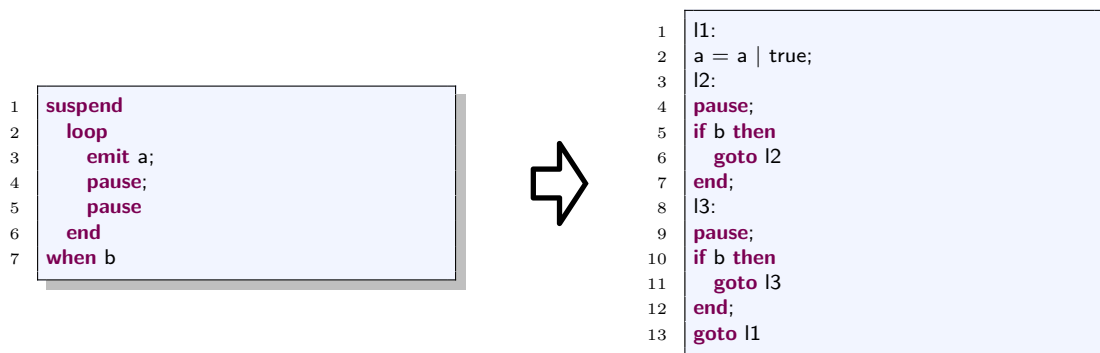 1 suspend
2 loop
3 emit a;
4 pause;
5 pause
6 end
7 when b
1 l1:
2 a = a | true;
3 l2:
4 pause;
5 if b then
6 goto l2
7 end;
8 l3:
9 pause;
10 if b then
11 goto l3
12 end;
13 goto l1